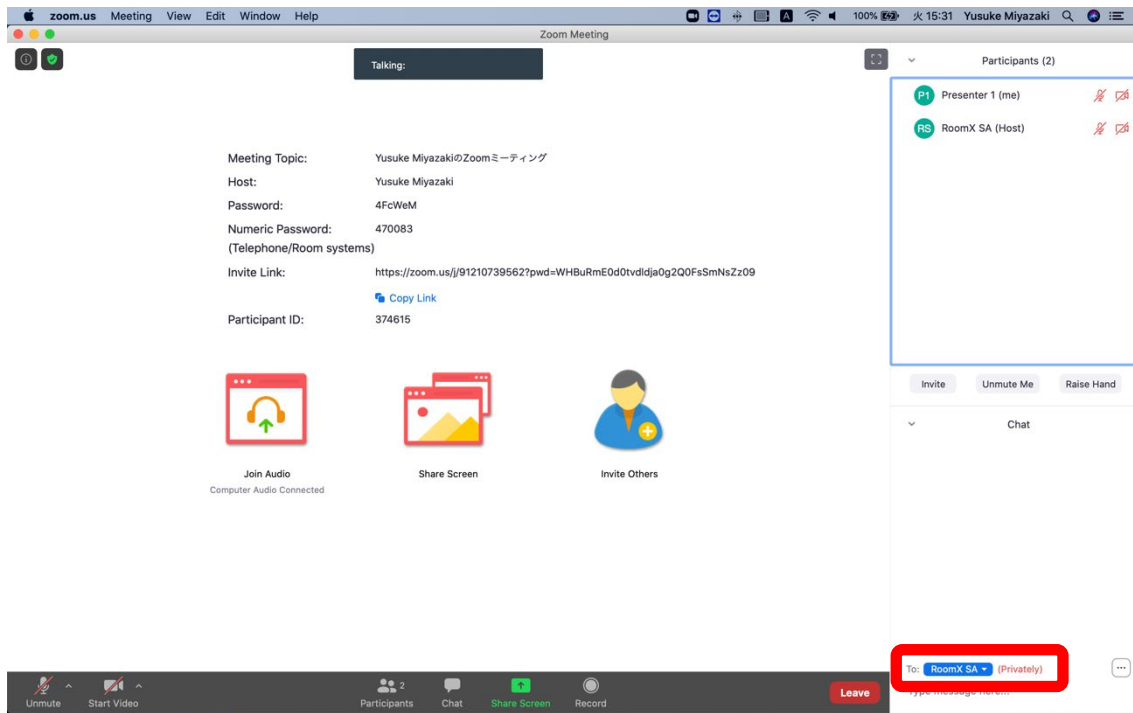 zoom.us Meeting View Edit Window Help A 100% 火 15:31 Yusuke Miyazaki
Zoom Meeting
Talking:
Participants (2)
P1 Presenter 1 (me)
RS RoomX SA (Host)
Meeting Topic: Yusuke MiyazakiのZoomミーティング
Host: Yusuke Miyazaki
Password: 4FcWeM
Numeric Password: 470083
(Telephone/Room systems)
Invite Link: https://zoom.us/j/91210739562?pwd=WHBuRmE0d0tvdldja0g2Q0FsSmNsZz09
Copy Link
Participant ID: 374615
Invite Unmute Me Raise Hand
Chat
Join Audio Share Screen Invite Others
Computer Audio Connected
To: RoomX SA (Privately)
Type message here...
Unmute Start Video Participants 2 Chat Share Screen Record Leave